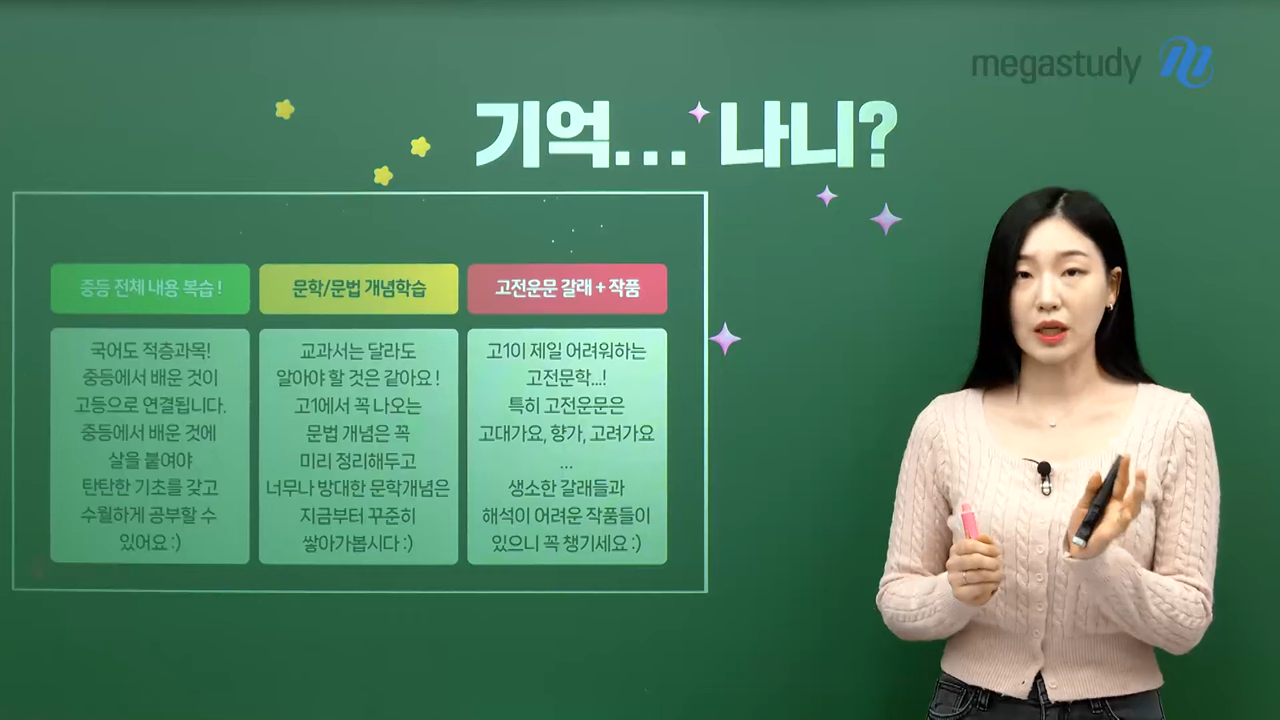 megastudy
기억... 나니?
중등 전체 내용 복습!
국어도 적층과목!
중등에서 배운 것이
고등으로 연결됩니다.
중등에서 배운 것에
살을 붙여야
탄탄한 기초를 갖고
수월하게 공부할 수
있어요 :)
문학/문법 개념학습
교과서는 달라도
알아야 할 것은 같아요!
고1에서 꼭 나오는
문법 개념은 꼭
미리 정리해두고
너무나 방대한 문학개념은
지금부터 꾸준히
쌓아가봅시다 :)
고전운문 갈래 + 작품
고1이 제일 어려워하는
고전문학...!
특히 고전운문은
고대가요, 향가, 고려가요
...
생소한 갈래들과
해석이 어려운 작품들이
있으니 꼭 챙기세요 :)